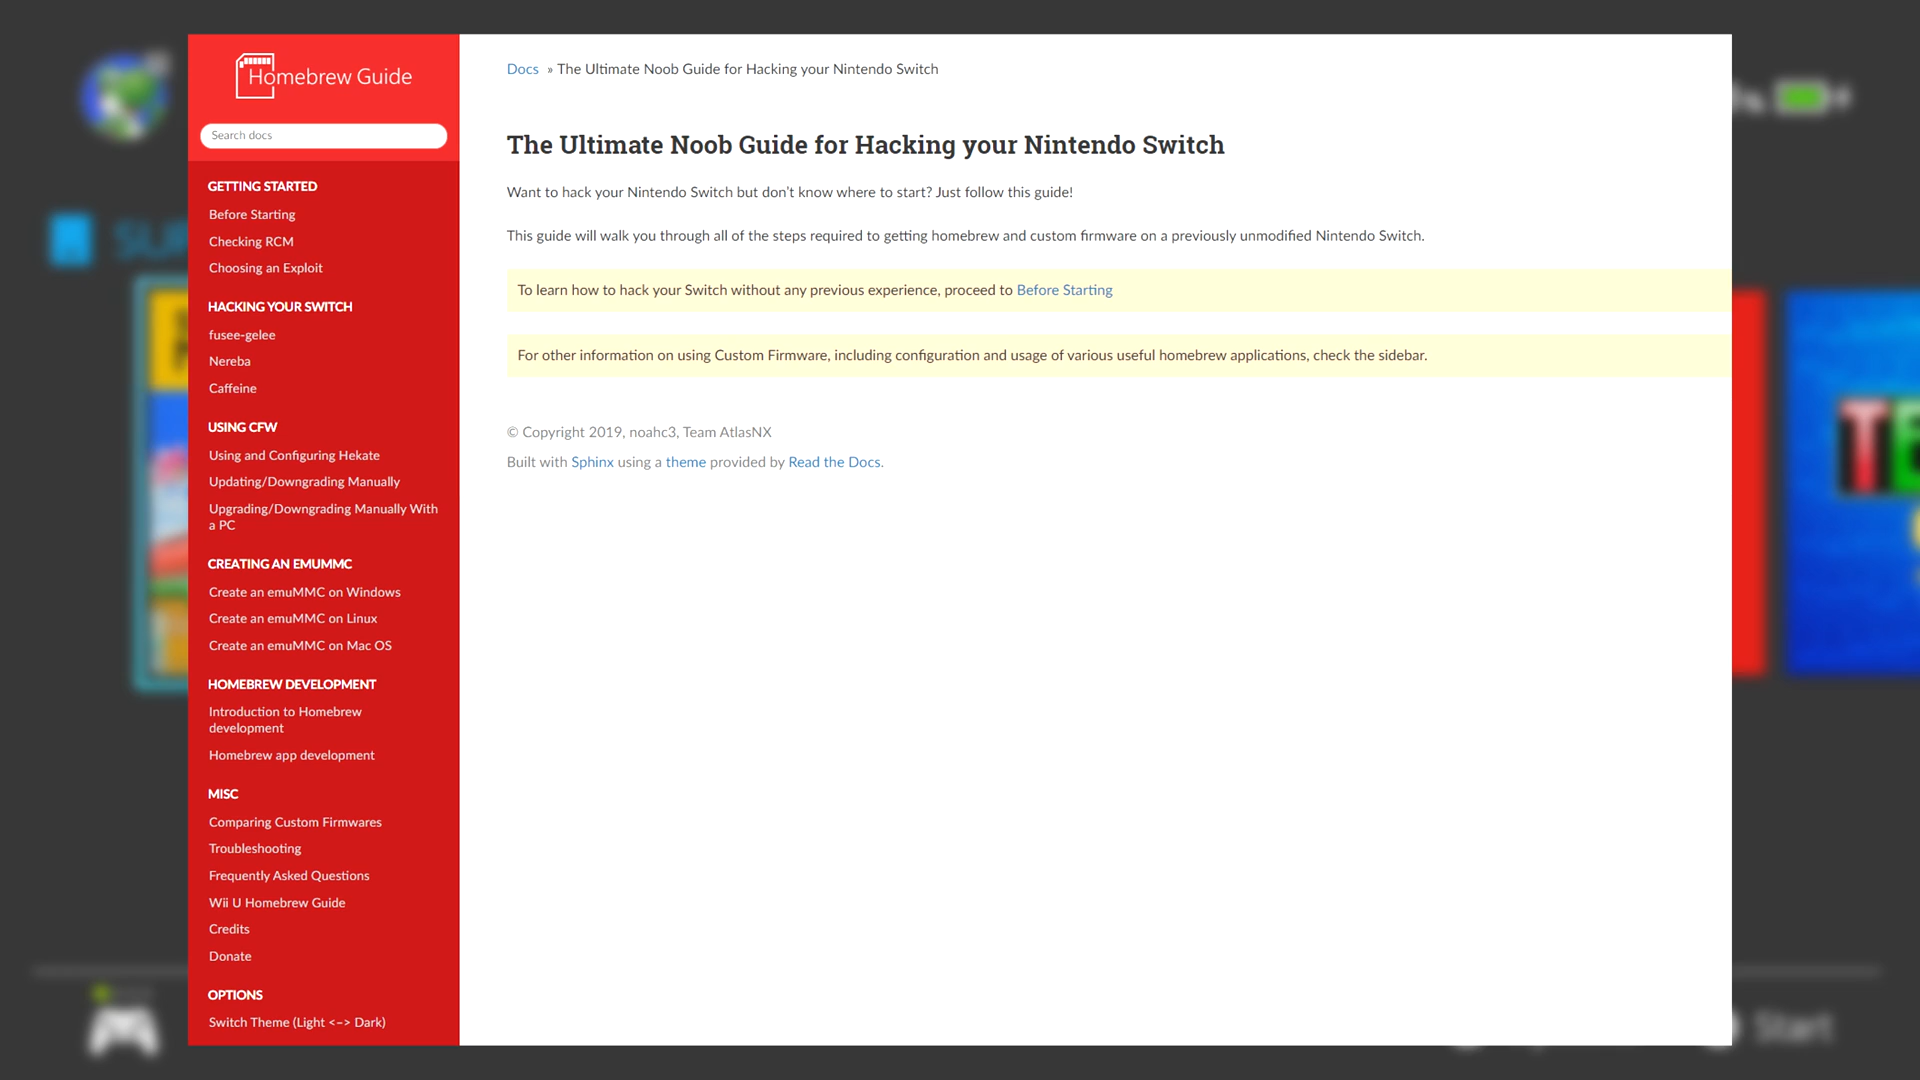 Homebrew Guide
Search docs
GETTING STARTED
Before Starting
Checking RCM
Choosing an Exploit
HACKING YOUR SWITCH
fusee-gelee
Nereba
Caffeine
USING CFW
Using and Configuring Hekate
Updating/Downgrading Manually
Upgrading/Downgrading Manually With
a PC
CREATING AN EMUMMC
Create an emuMMC on Windows
Create an emuMMC on Linux
Create an emuMMC on Mac OS
HOMEBREW DEVELOPMENT
Introduction to Homebrew
development
Homebrew app development
MISC
Comparing Custom Firmwares
Troubleshooting
Frequently Asked Questions
Wii U Homebrew Guide
Credits
Donate
OPTIONS
Switch Theme (Light <-> Dark)
Docs » The Ultimate Noob Guide for Hacking your Nintendo Switch
The Ultimate Noob Guide for Hacking your Nintendo Switch
Want to hack your Nintendo Switch but don't know where to start? Just follow this guide!
This guide will walk you through all of the steps required to getting homebrew and custom firmware on a previously unmodified Nintendo Switch.
To learn how to hack your Switch without any previous experience, proceed to Before Starting
For other information on using Custom Firmware, including configuration and usage of various useful homebrew applications, check the sidebar.
© Copyright 2019, noahc3, Team AtlasNX
Built with Sphinx using a theme provided by Read the Docs.
Start